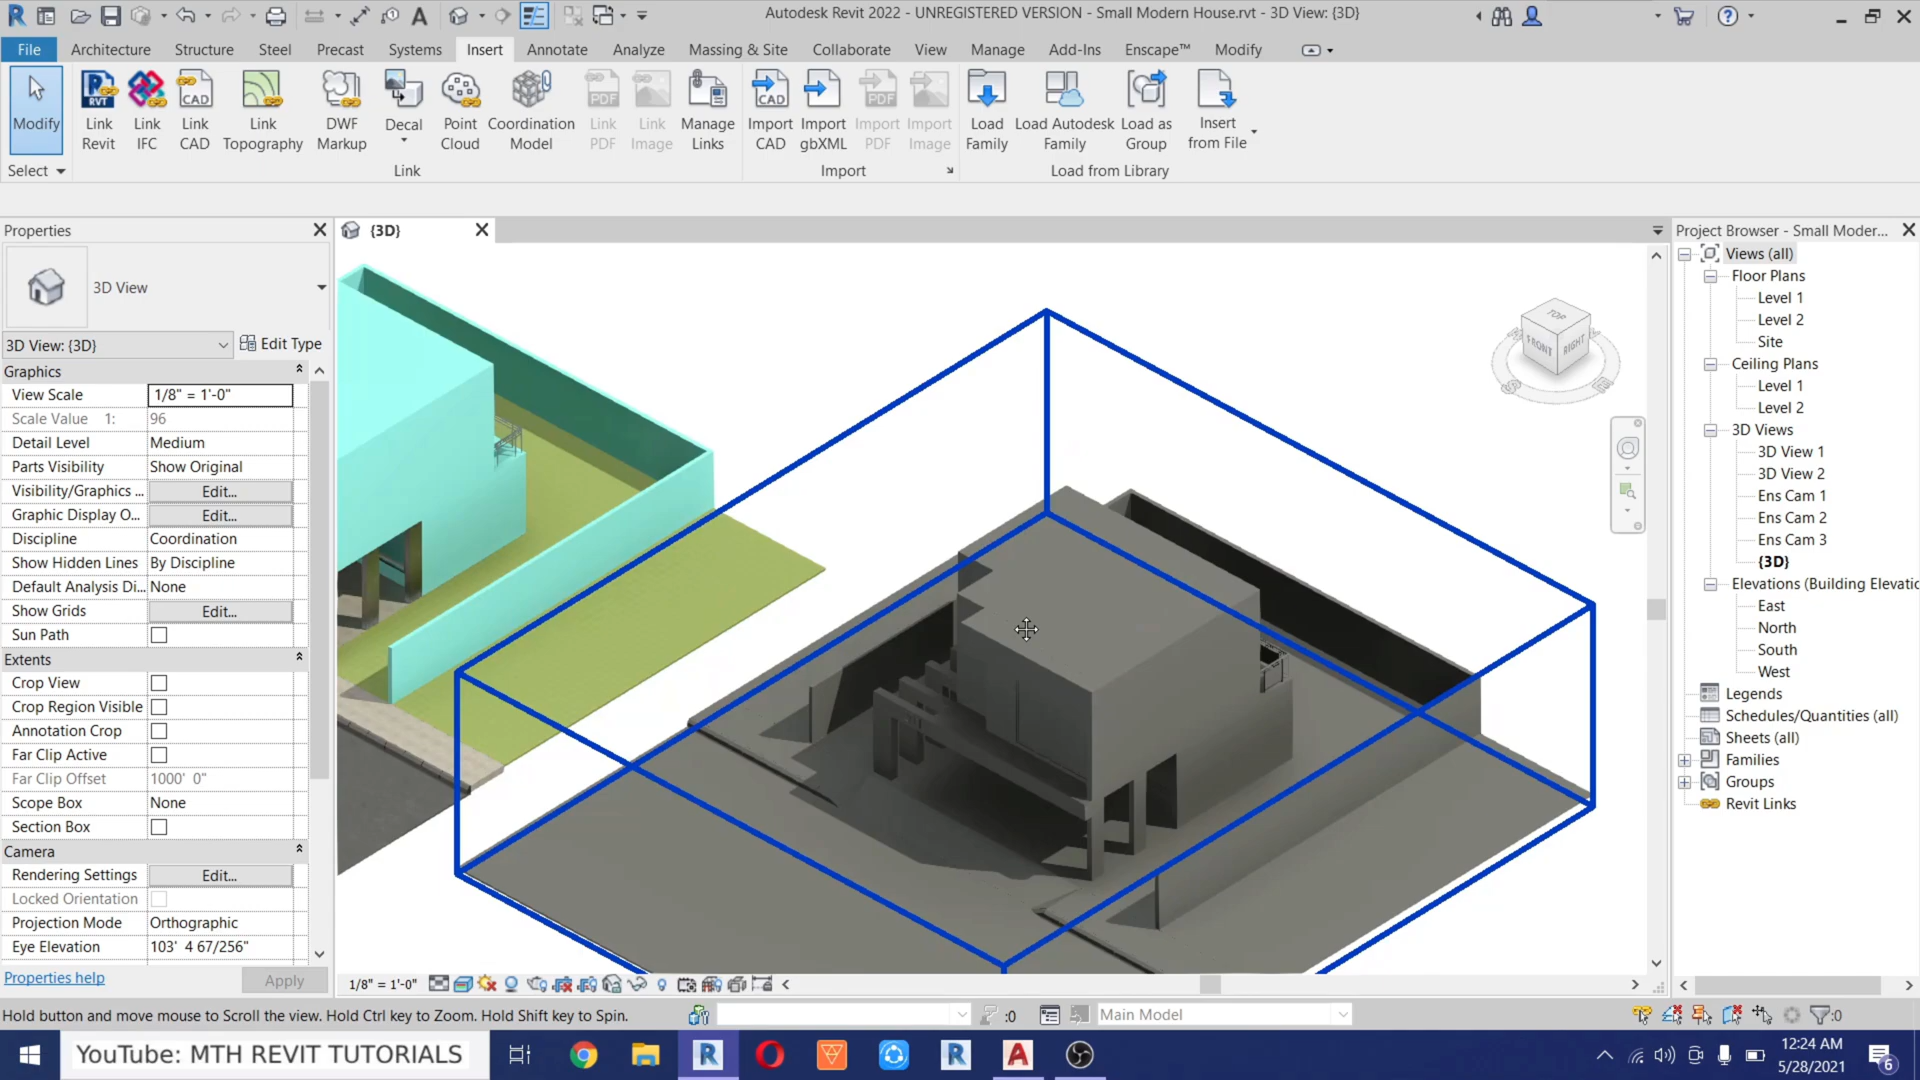 Autodesk Revit 2022 - UNREGISTERED VERSION - Small Modern House.rvt - 3D View: {3D}
File Architecture Structure Steel Precast Systems Insert Annotate Analyze Massing & Site Collaborate View Manage Add-Ins Enscape™ Modify
Modify
Link Revit
Link IFC
Link CAD
Link Topography
DWF Markup
Decal
Point Cloud
Coordination Model
Link PDF
Link Image
Manage Links
Import CAD
Import gbXML
Import PDF
Import Image
Load Family
Load Autodesk Family
Load as Group
Insert from File
Select
Link
Import
Load from Library
Properties
3D View
3D View: {3D}
Edit Type
Graphics
View Scale 1/8" = 1'-0"
Scale Value 1: 96
Detail Level Medium
Parts Visibility Show Original
Visibility/Graphics ... Edit...
Graphic Display O... Edit...
Discipline Coordination
Show Hidden Lines By Discipline
Default Analysis Di... None
Show Grids Edit...
Sun Path
Extents
Crop View
Crop Region Visible
Annotation Crop
Far Clip Active
Far Clip Offset 1000' 0"
Scope Box None
Section Box
Camera
Rendering Settings Edit...
Locked Orientation
Projection Mode Orthographic
Eye Elevation 103' 4 67/256"
Properties help
Apply
{3D}
TOP
FRONT
RIGHT
1/8" = 1'-0"
Project Browser - Small Moder...
Views (all)
Floor Plans
Level 1
Level 2
Site
Ceiling Plans
Level 1
Level 2
3D Views
3D View 1
3D View 2
Ens Cam 1
Ens Cam 2
Ens Cam 3
{3D}
Elevations (Building Elevatio
East
North
South
West
Legends
Schedules/Quantities (all)
Sheets (all)
Families
Groups
Revit Links
Hold button and move mouse to Scroll the view. Hold Ctrl key to Zoom. Hold Shift key to Spin.
:0
Main Model
:0
YouTube: MTH REVIT TUTORIALS
12:24 AM
5/28/2021
6